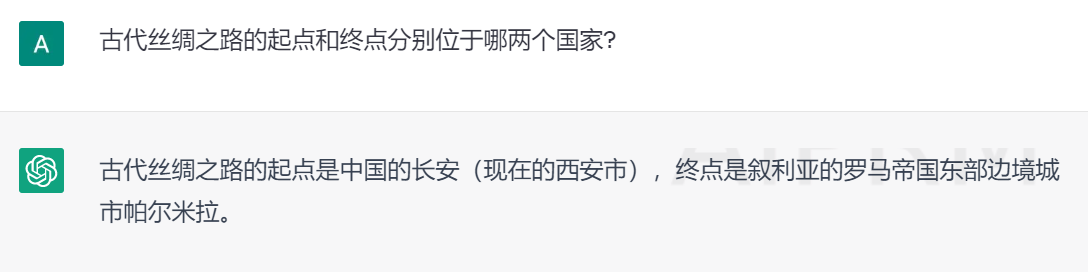 A
古代丝绸之路的起点和终点分别位于哪两个国家?
古代丝绸之路的起点是中国的长安（现在的西安市），终点是叙利亚的罗马帝国东部边境城
市帕尔米拉。